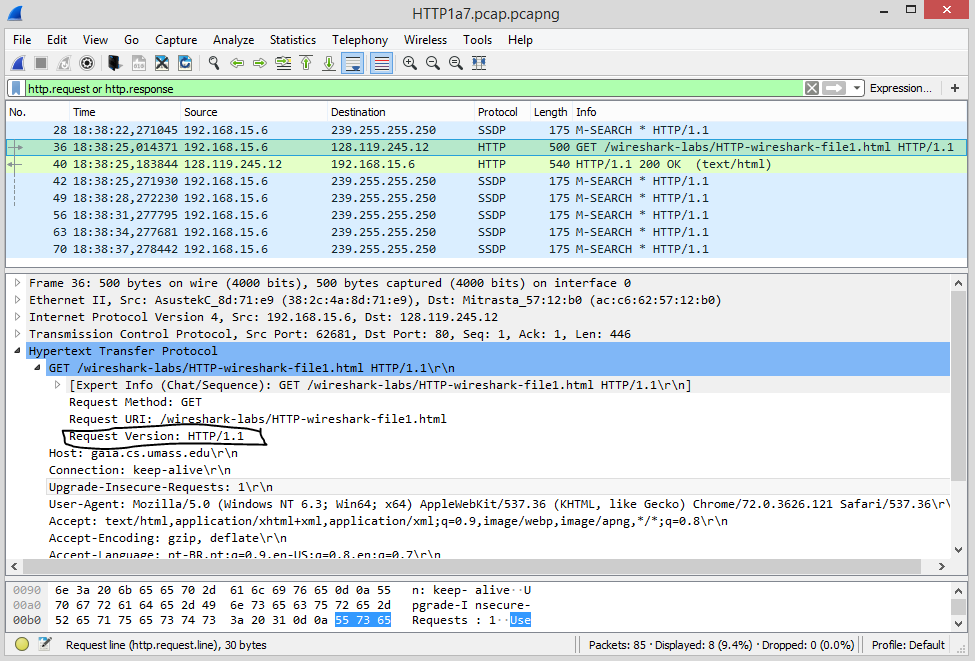 HTTP1a7.pcap.pcapng
File Edit View Go Capture Analyze Statistics Telephony Wireless Tools Help
http.request or http.response Expression... +
No. Time Source Destination Protocol Length Info
28 18:38:22,271045 192.168.15.6 239.255.255.250 SSDP 175 M-SEARCH * HTTP/1.1
36 18:38:25,014371 192.168.15.6 128.119.245.12 HTTP 500 GET /wireshark-labs/HTTP-wireshark-file1.html HTTP/1.1
40 18:38:25,183844 128.119.245.12 192.168.15.6 HTTP 540 HTTP/1.1 200 OK (text/html)
42 18:38:25,271930 192.168.15.6 239.255.255.250 SSDP 175 M-SEARCH * HTTP/1.1
49 18:38:28,272230 192.168.15.6 239.255.255.250 SSDP 175 M-SEARCH * HTTP/1.1
56 18:38:31,277795 192.168.15.6 239.255.255.250 SSDP 175 M-SEARCH * HTTP/1.1
63 18:38:34,277681 192.168.15.6 239.255.255.250 SSDP 175 M-SEARCH * HTTP/1.1
70 18:38:37,278442 192.168.15.6 239.255.255.250 SSDP 175 M-SEARCH * HTTP/1.1
Frame 36: 500 bytes on wire (4000 bits), 500 bytes captured (4000 bits) on interface 0
Ethernet II, Src: AsustekC_8d:71:e9 (38:2c:4a:8d:71:e9), Dst: Mitrasta_57:12:b0 (ac:c6:62:57:12:b0)
Internet Protocol Version 4, Src: 192.168.15.6, Dst: 128.119.245.12
Transmission Control Protocol, Src Port: 62681, Dst Port: 80, Seq: 1, Ack: 1, Len: 446
Hypertext Transfer Protocol
GET /wireshark-labs/HTTP-wireshark-file1.html HTTP/1.1\r\n
[Expert Info (Chat/Sequence): GET /wireshark-labs/HTTP-wireshark-file1.html HTTP/1.1\r\n]
Request Method: GET
Request URI: /wireshark-labs/HTTP-wireshark-file1.html
Request Version: HTTP/1.1
Host: gaia.cs.umass.edu\r\n
Connection: keep-alive\r\n
Upgrade-Insecure-Requests: 1\r\n
User-Agent: Mozilla/5.0 (Windows NT 6.3; Win64; x64) AppleWebKit/537.36 (KHTML, like Gecko) Chrome/72.0.3626.121 Safari/537.36\r\
Accept: text/html,application/xhtml+xml,application/xml;q=0.9,image/webp,image/apng,*/*;q=0.8\r\n
Accept-Encoding: gzip, deflate\r\n
Accept-Language: pt-BR,pt;q=0.9,en-US;q=0.8,en;q=0.7\r\n
0090 6e 3a 20 6b 65 65 70 2d 61 6c 69 76 65 0d 0a 55 n: keep- alive··U
00a0 70 67 72 61 64 65 2d 49 6e 73 65 63 75 72 65 2d pgrade-I nsecure-
00b0 52 65 71 75 65 73 74 73 3a 20 31 0d 0a 55 73 65 Requests : 1··Use
Request line (http.request.line), 30 bytes Packets: 85 · Displayed: 8 (9.4%) · Dropped: 0 (0.0%) Profile: Default